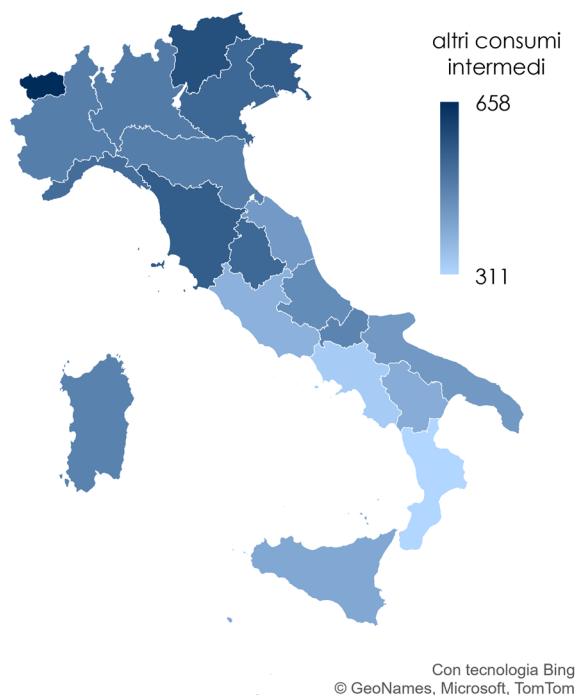 altri consumi
intermedi
658
311
Con tecnologia Bing
© GeoNames, Microsoft, TomTom